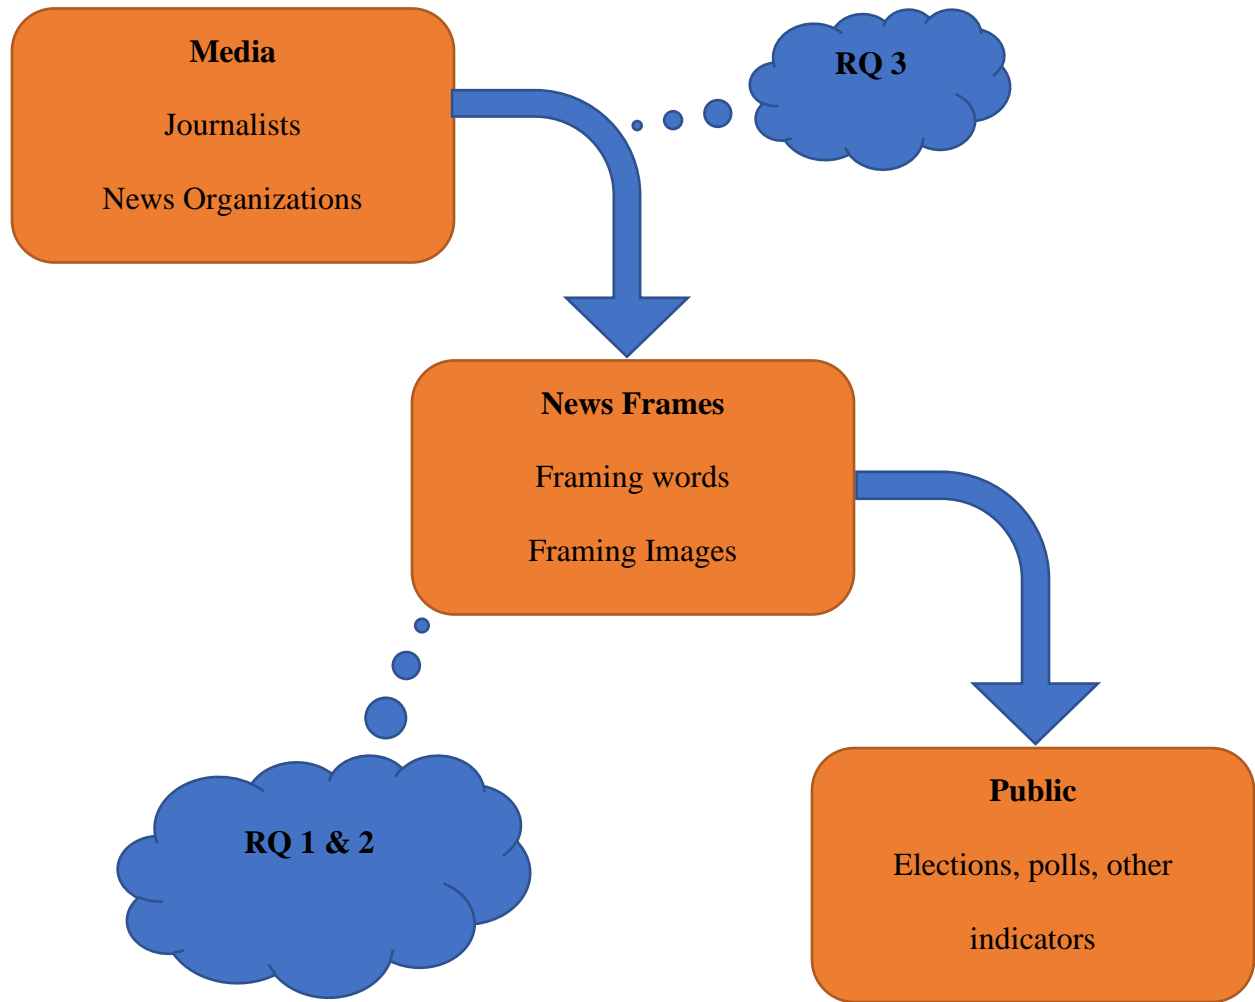 Media
Journalists
News Organizations
RQ 3
News Frames
Framing words
Framing Images
RQ 1 & 2
Public
Elections, polls, other
indicators